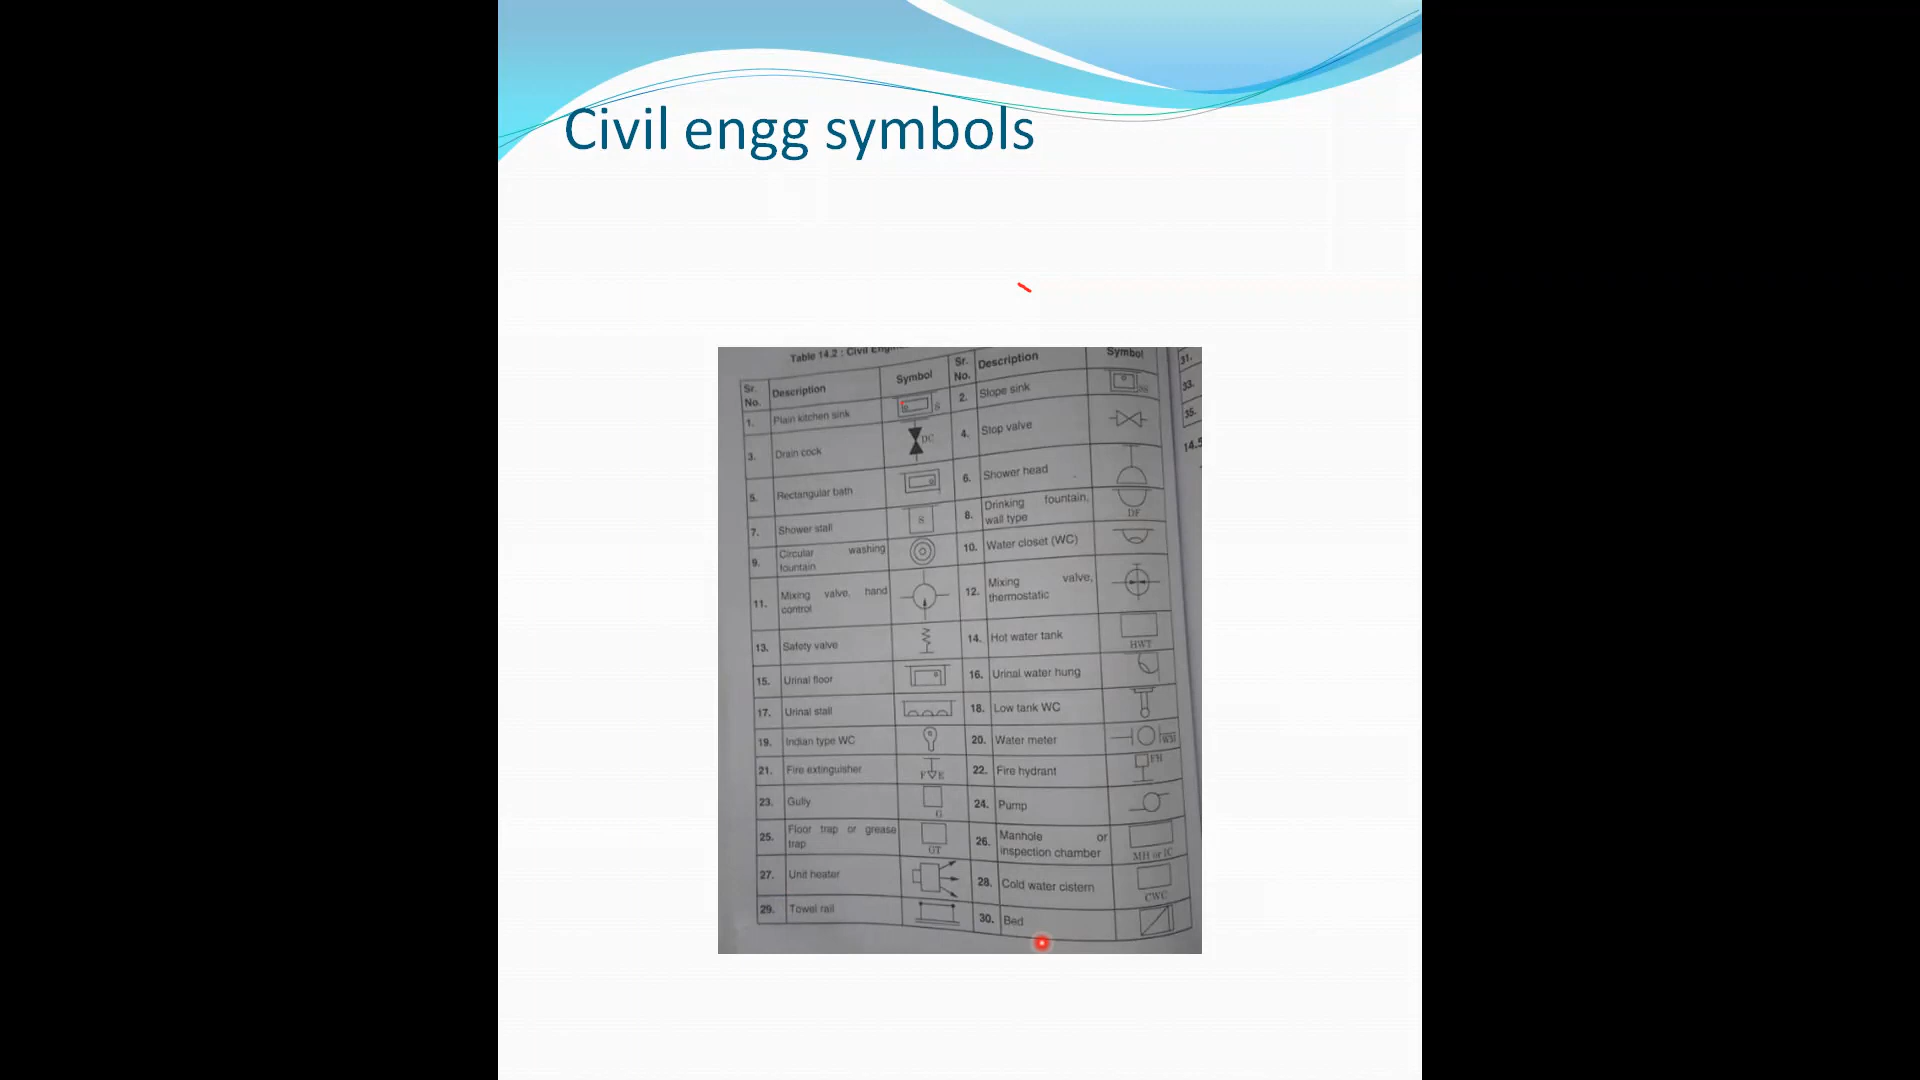 Civil engg symbols
Table 14.2 : Civil
Sr. No. Description Symbol Sr. No. Description Symbol
1. Plain kitchen sink S 2. Slope sink
3. Drain cock DC 4. Stop valve
5. Rectangular bath 6. Shower head
7. Shower stall S 8. Drinking fountain, wall type DF
9. Circular washing fountain 10. Water closet (WC)
11. Mixing valve, hand control 12. Mixing valve, thermostatic
13. Safety valve 14. Hot water tank HWT
15. Urinal floor 16. Urinal water hung
17. Urinal stall 18. Low tank WC
19. Indian type WC 20. Water meter
21. Fire extinguisher F E 22. Fire hydrant FH
23. Gully G 24. Pump
25. Floor trap or grease trap GT 26. Manhole or inspection chamber MH or IC
27. Unit heater 28. Cold water cistern CWC
29. Towel rail 30. Bed
31.
33.
35.
14.5